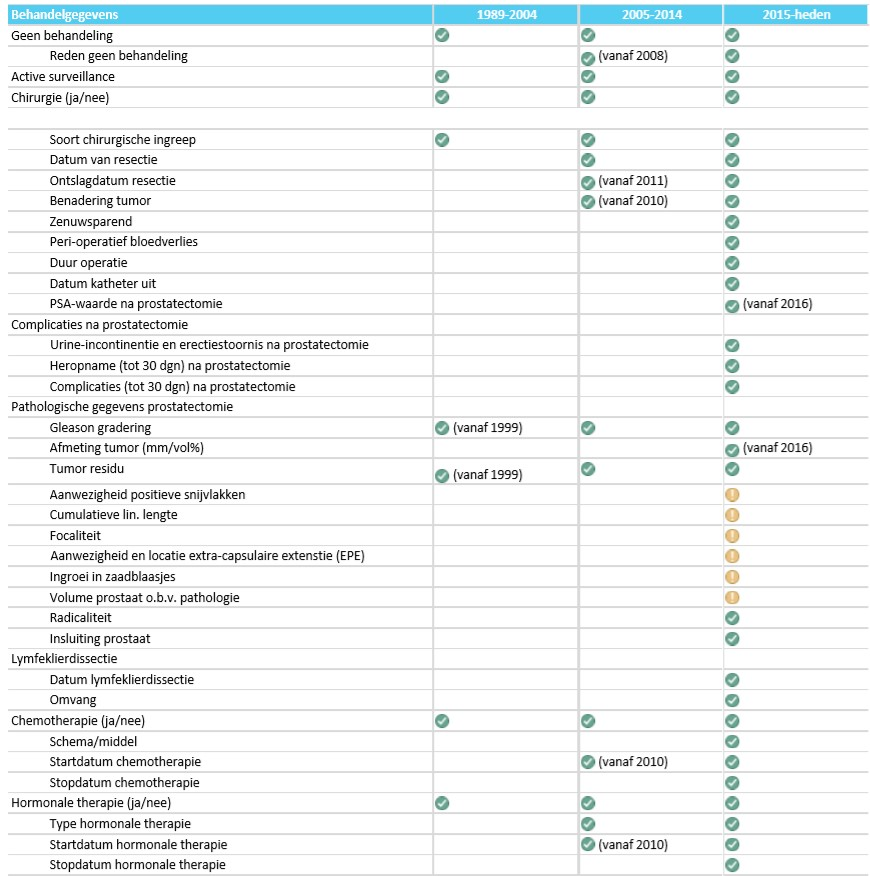 Behandelgegevens 1989-2004 2005-2014 2015-heden
Geen behandeling
Reden geen behandeling (vanaf 2008)
Active surveillance
Chirurgie (ja/nee)
Soort chirurgische ingreep
Datum van resectie
Ontslagdatum resectie (vanaf 2011)
Benadering tumor (vanaf 2010)
Zenuwsparend
Peri-operatief bloedverlies
Duur operatie
Datum katheter uit
PSA-waarde na prostatectomie (vanaf 2016)
Complicaties na prostatectomie
Urine-incontinentie en erectiestoornis na prostatectomie
Heropname (tot 30 dgn) na prostatectomie
Complicaties (tot 30 dgn) na prostatectomie
Pathologische gegevens prostatectomie
Gleason gradering (vanaf 1999)
Afmeting tumor (mm/vol%) (vanaf 2016)
Tumor residu (vanaf 1999)
Aanwezigheid positieve snijvlakken
Cumulatieve lin. lengte
Focaliteit
Aanwezigheid en locatie extra-capsulaire extenstie (EPE)
Ingroei in zaadblaasjes
Volume prostaat o.b.v. pathologie
Radicaliteit
Insluiting prostaat
Lymfeklierdissectie
Datum lymfeklierdissectie
Omvang
Chemotherapie (ja/nee)
Schema/middel
Startdatum chemotherapie (vanaf 2010)
Stopdatum chemotherapie
Hormonale therapie (ja/nee)
Type hormonale therapie
Startdatum hormonale therapie (vanaf 2010)
Stopdatum hormonale therapie